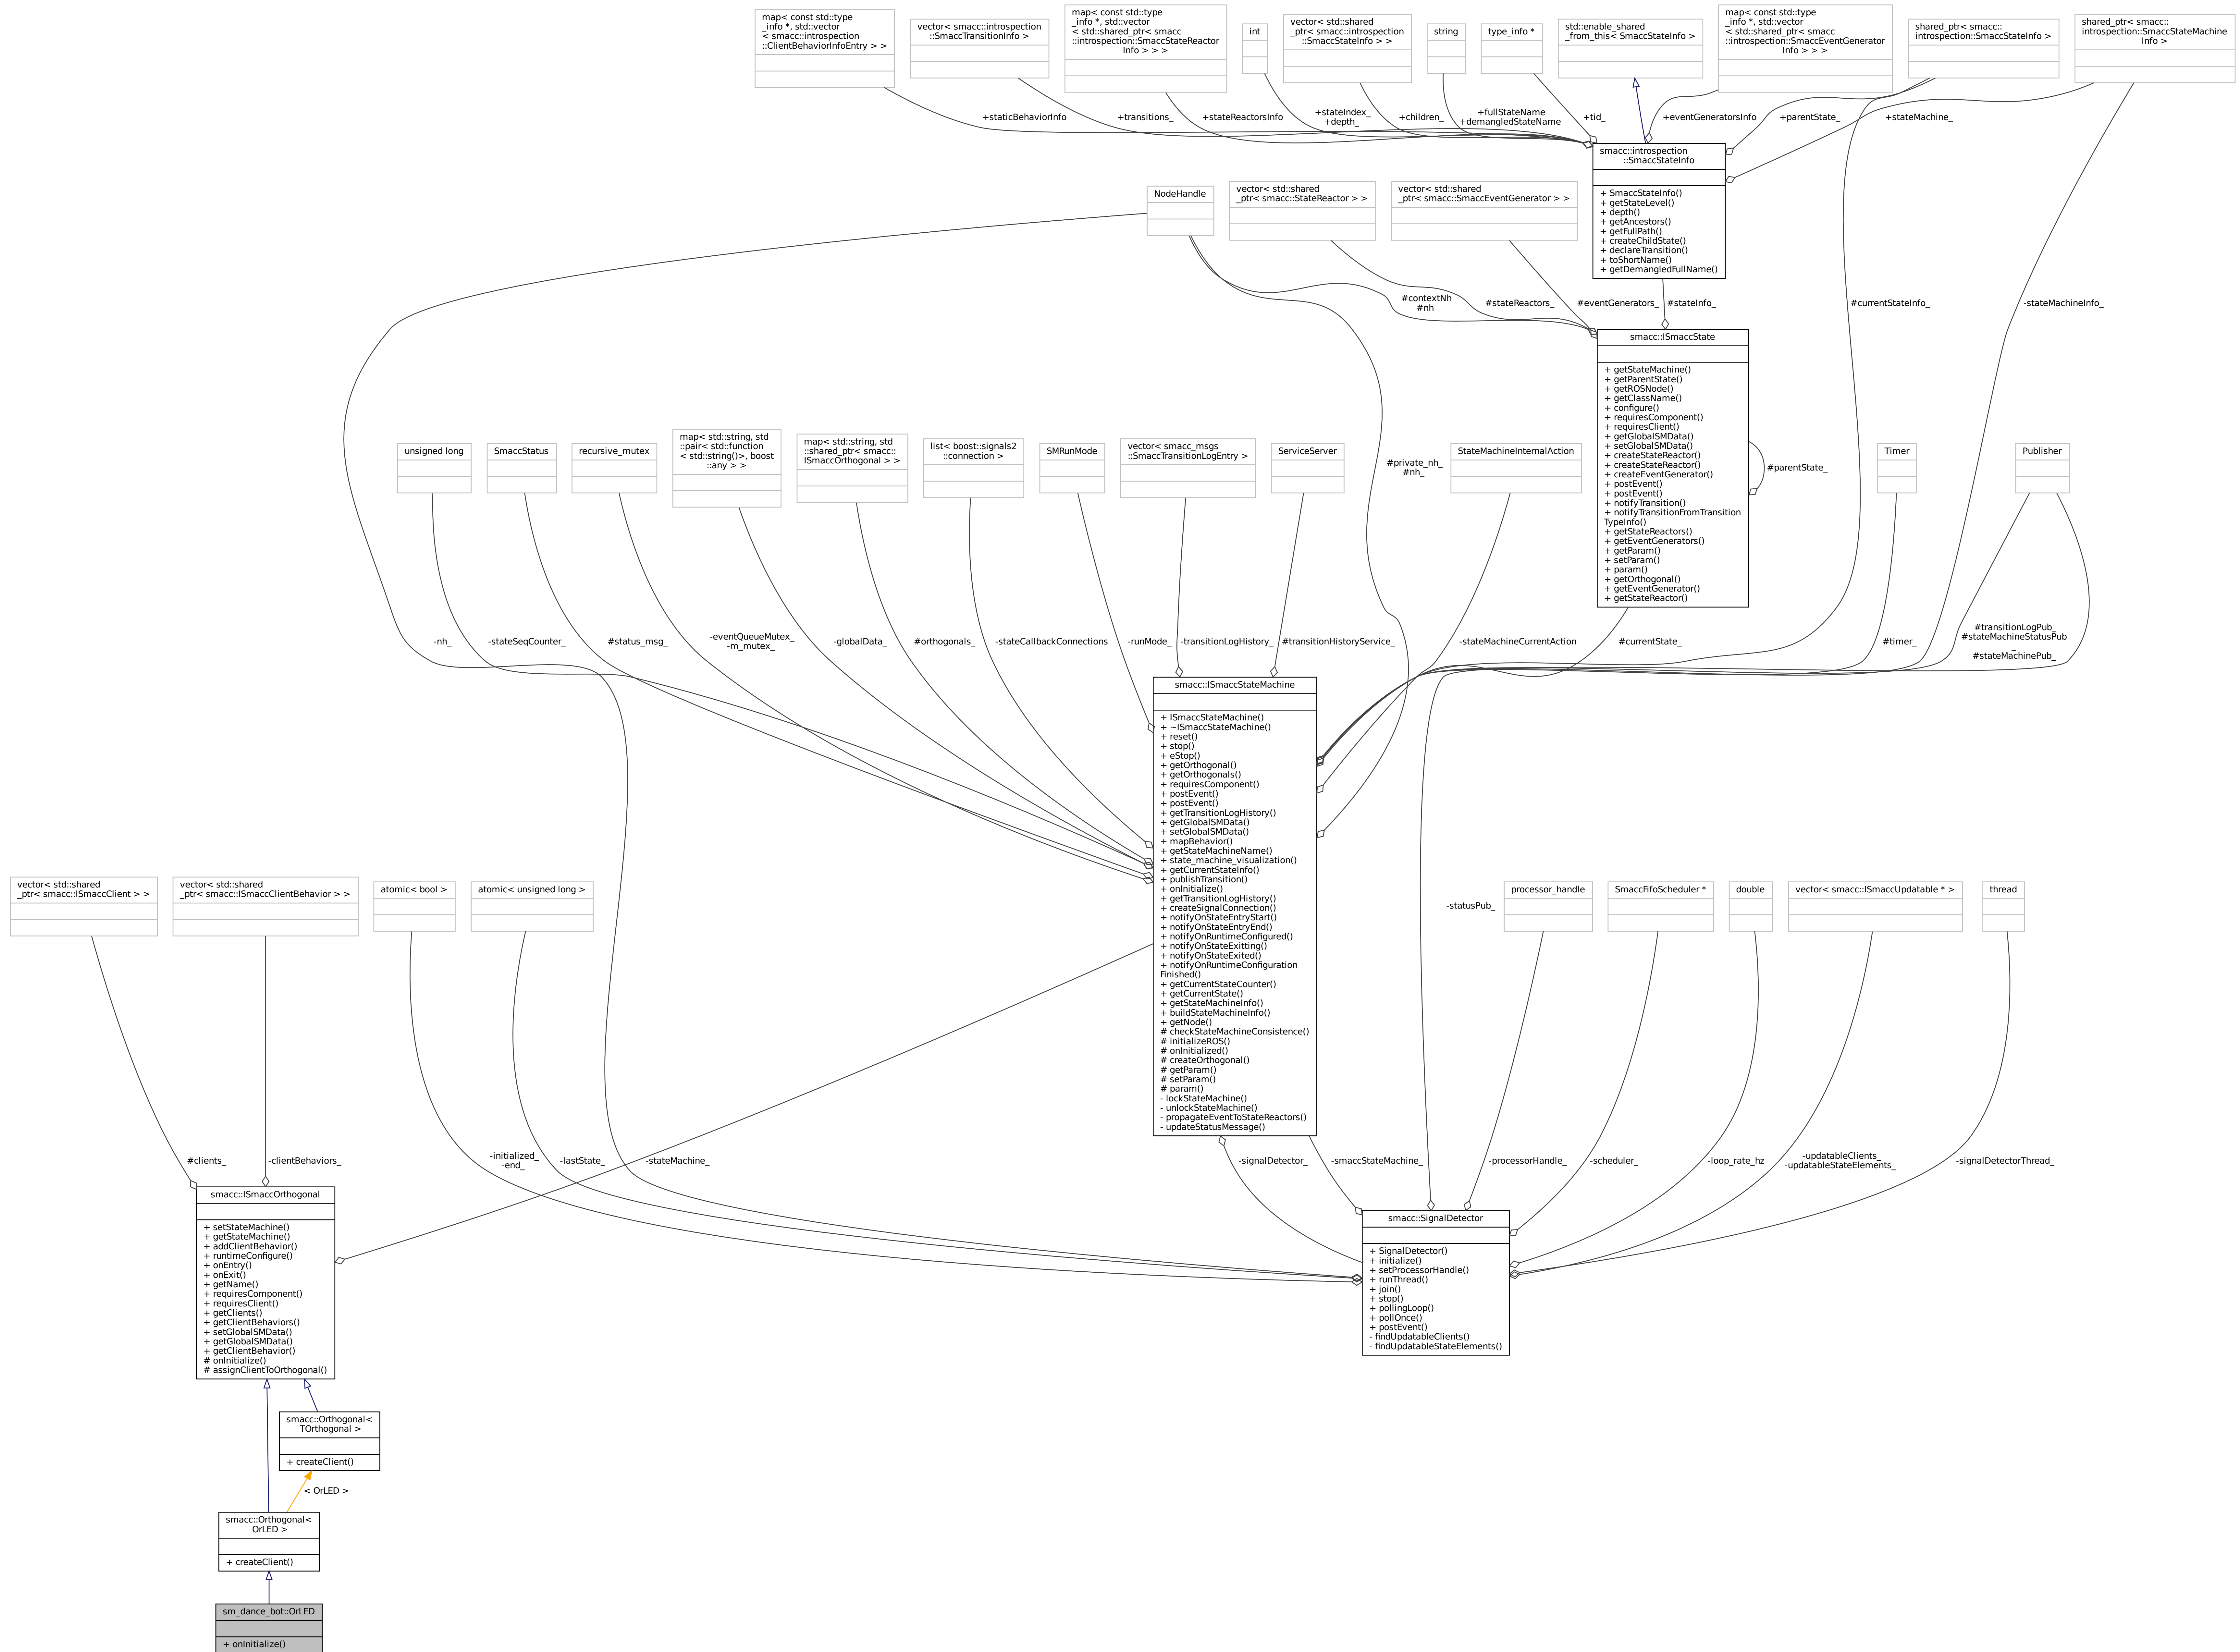 map< const std::type
_info *, std::vector
< smacc::introspection
::ClientBehaviorInfoEntry > >
vector< smacc::introspection
::SmaccTransitionInfo >
map< const std::type
_info *, std::vector
< std::shared_ptr< smacc
::introspection::SmaccStateReactor
Info > > >
int
vector< std::shared
_ptr< smacc::introspection
::SmaccStateInfo > >
string
type_info *
std::enable_shared
_from_this< SmaccStateInfo >
map< const std::type
_info *, std::vector
< std::shared_ptr< smacc
::introspection::SmaccEventGenerator
Info > > >
shared_ptr< smacc::
introspection::SmaccStateInfo >
shared_ptr< smacc::
introspection::SmaccStateMachine
Info >
+staticBehaviorInfo
+transitions_
+stateReactorsInfo
+stateIndex_
+depth_
+children_
+fullStateName
+demangledStateName
+tid_
+eventGeneratorsInfo
+parentState_
+stateMachine_
smacc::introspection
::SmaccStateInfo
+ SmaccStateInfo()
+ getStateLevel()
+ depth()
+ getAncestors()
+ getFullPath()
+ createChildState()
+ declareTransition()
+ toShortName()
+ getDemangledFullName()
NodeHandle
vector< std::shared
_ptr< smacc::StateReactor > >
vector< std::shared
_ptr< smacc::SmaccEventGenerator > >
#contextNh
#nh
#stateReactors_
#eventGenerators_
#stateInfo_
#currentStateInfo_
-stateMachineInfo_
smacc::ISmaccState
+ getStateMachine()
+ getParentState()
+ getROSNode()
+ getClassName()
+ configure()
+ requiresComponent()
+ requiresClient()
+ getGlobalSMData()
+ setGlobalSMData()
+ createStateReactor()
+ createStateReactor()
+ createEventGenerator()
+ postEvent()
+ postEvent()
+ notifyTransition()
+ notifyTransitionFromTransition
TypeInfo()
+ getStateReactors()
+ getEventGenerators()
+ getParam()
+ setParam()
+ param()
+ getOrthogonal()
+ getEventGenerator()
+ getStateReactor()
#parentState_
unsigned long
SmaccStatus
recursive_mutex
map< std::string, std
::pair< std::function
< std::string()>, boost
::any > >
map< std::string, std
::shared_ptr< smacc::
ISmaccOrthogonal > >
list< boost::signals2
::connection >
SMRunMode
vector< smacc_msgs
::SmaccTransitionLogEntry >
ServiceServer
#private_nh_
#nh_
StateMachineInternalAction
Timer
Publisher
-nh_
-stateSeqCounter_
#status_msg_
-eventQueueMutex_
-m_mutex_
-globalData_
#orthogonals_
-stateCallbackConnections
-runMode_
-transitionLogHistory_
#transitionHistoryService_
-stateMachineCurrentAction
#currentState_
#timer_
#transitionLogPub_
#stateMachineStatusPub
_
#stateMachinePub_
smacc::ISmaccStateMachine
+ ISmaccStateMachine()
+ ~ISmaccStateMachine()
+ reset()
+ stop()
+ eStop()
+ getOrthogonal()
+ getOrthogonals()
+ requiresComponent()
+ postEvent()
+ postEvent()
+ getTransitionLogHistory()
+ getGlobalSMData()
+ setGlobalSMData()
+ mapBehavior()
+ getStateMachineName()
+ state_machine_visualization()
+ getCurrentStateInfo()
+ publishTransition()
+ onInitialize()
+ getTransitionLogHistory()
+ createSignalConnection()
+ notifyOnStateEntryStart()
+ notifyOnStateEntryEnd()
+ notifyOnRuntimeConfigured()
+ notifyOnStateExitting()
+ notifyOnStateExited()
+ notifyOnRuntimeConfiguration
Finished()
+ getCurrentStateCounter()
+ getCurrentState()
+ getStateMachineInfo()
+ buildStateMachineInfo()
+ getNode()
# checkStateMachineConsistence()
# initializeROS()
# onInitialized()
# createOrthogonal()
# getParam()
# setParam()
# param()
- lockStateMachine()
- unlockStateMachine()
- propagateEventToStateReactors()
- updateStatusMessage()
vector< std::shared
_ptr< smacc::ISmaccClient > >
vector< std::shared
_ptr< smacc::ISmaccClientBehavior > >
atomic< bool >
atomic< unsigned long >
-statusPub_
processor_handle
SmaccFifoScheduler *
double
vector< smacc::ISmaccUpdatable * >
thread
#clients_
-clientBehaviors_
-initialized_
-end_
-lastState_
-stateMachine_
-signalDetector_
-smaccStateMachine_
-processorHandle_
-scheduler_
-loop_rate_hz
-updatableClients_
-updatableStateElements_
-signalDetectorThread_
smacc::ISmaccOrthogonal
+ setStateMachine()
+ getStateMachine()
+ addClientBehavior()
+ runtimeConfigure()
+ onEntry()
+ onExit()
+ getName()
+ requiresComponent()
+ requiresClient()
+ getClients()
+ getClientBehaviors()
+ setGlobalSMData()
+ getGlobalSMData()
+ getClientBehavior()
# onInitialize()
# assignClientToOrthogonal()
smacc::SignalDetector
+ SignalDetector()
+ initialize()
+ setProcessorHandle()
+ runThread()
+ join()
+ stop()
+ pollingLoop()
+ pollOnce()
+ postEvent()
- findUpdatableClients()
- findUpdatableStateElements()
smacc::Orthogonal<
TOrthogonal >
+ createClient()
< OrLED >
smacc::Orthogonal<
OrLED >
+ createClient()
sm_dance_bot::OrLED
+ onInitialize()